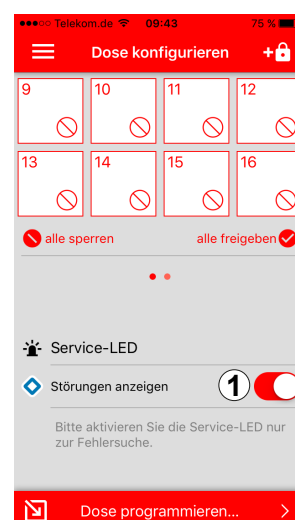 Telekom.de 09:43 75 %
Dose konfigurieren +
9 10 11 12
13 14 15 16
alle sperren alle freigeben
Service-LED
Störungen anzeigen 1
Bitte aktivieren Sie die Service-LED nur
zur Fehlersuche.
Dose programmieren...